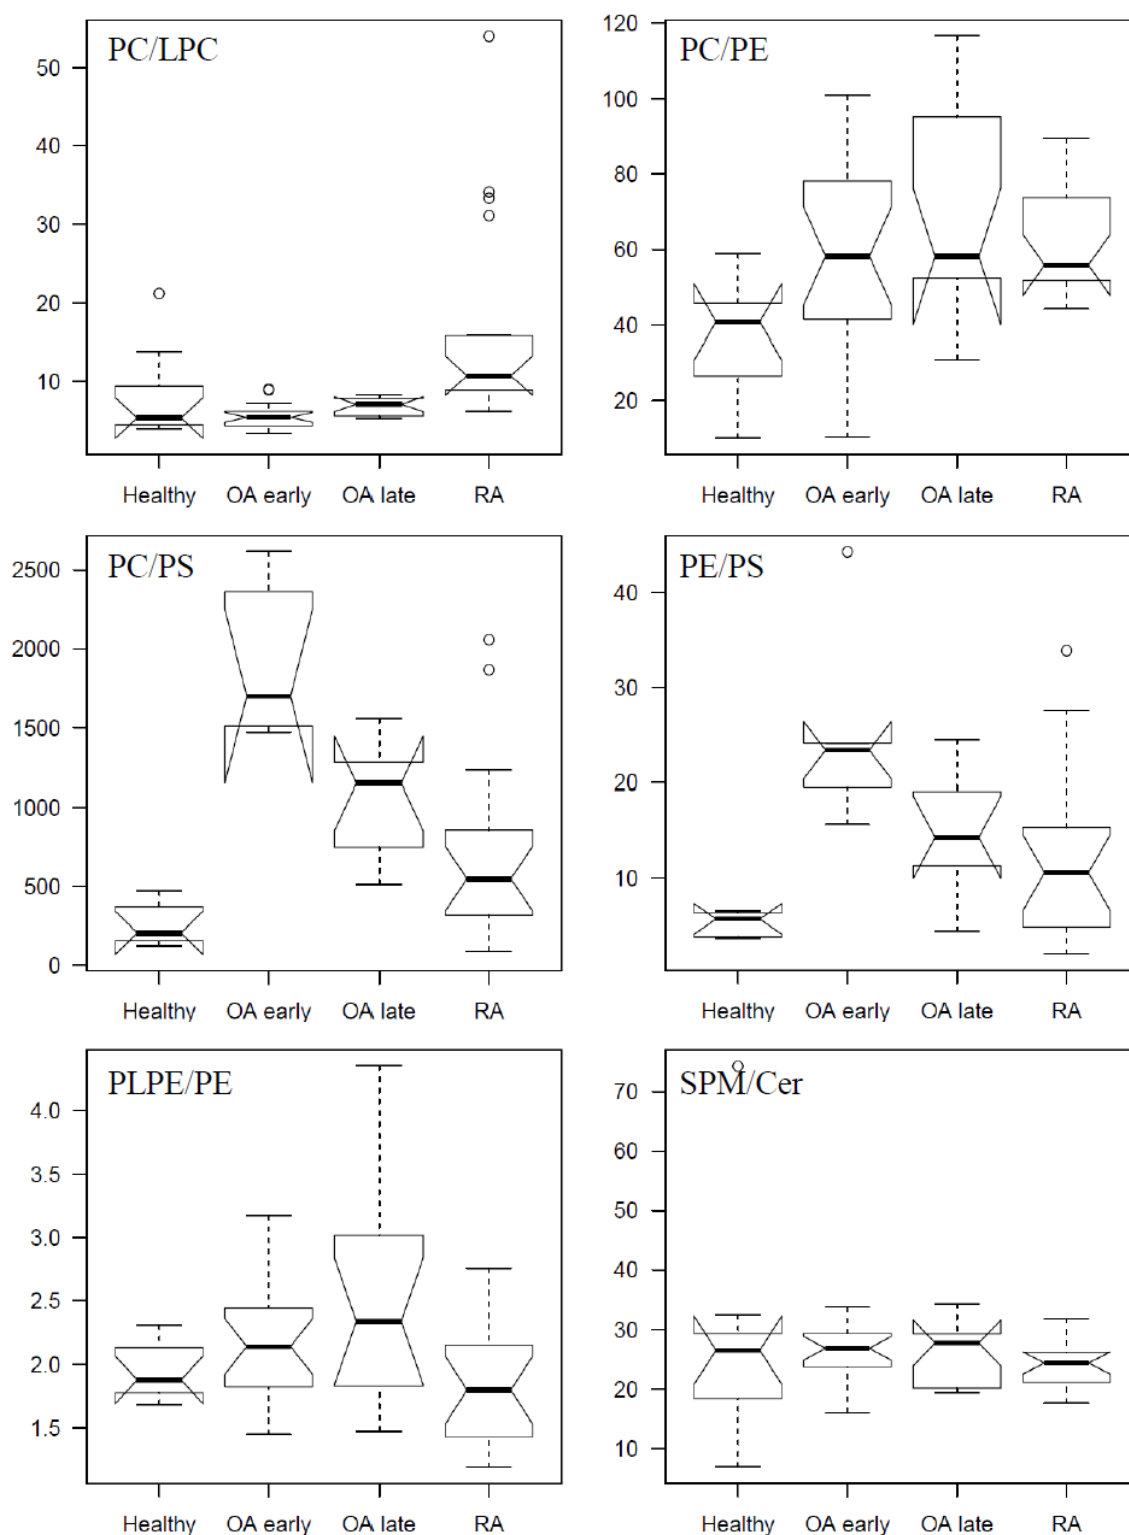 PC/LPC
50
40
30
20
10
Healthy OA early OA late RA
PC/PE
120
100
80
60
40
20
Healthy OA early OA late RA
PC/PS
2500
2000
1500
1000
500
0
Healthy OA early OA late RA
PE/PS
40
30
20
10
Healthy OA early OA late RA
PLPE/PE
4.0
3.5
3.0
2.5
2.0
1.5
Healthy OA early OA late RA
SPM/Cer
70
60
50
40
30
20
10
Healthy OA early OA late RA